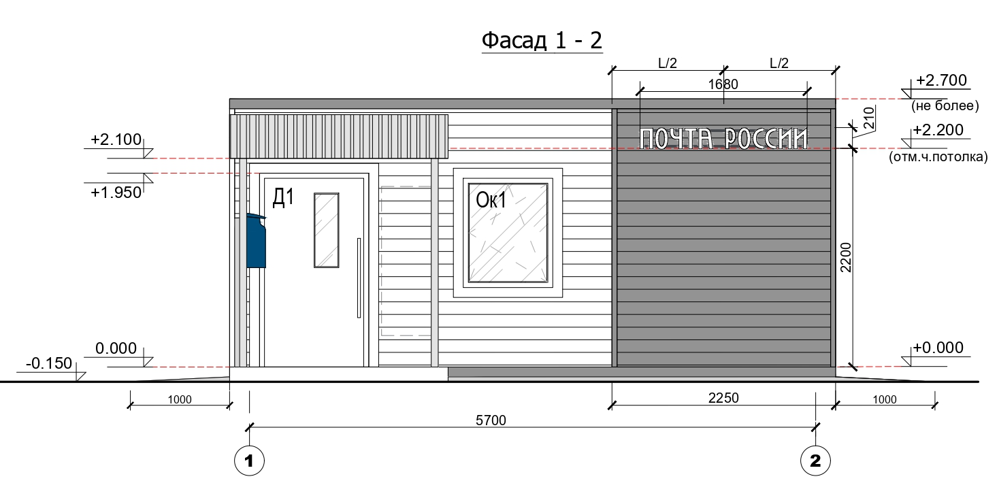 Фасад 1 - 2
L/2 L/2
1680
+2.700
(не более)
210
+2.200
(отм.ч.потолка)
+2.100
+1.950
ПОЧТА РОССИИ
Д1
Ок1
2200
0.000
+0.000
-0.150
1000
2250
1000
5700
1
2